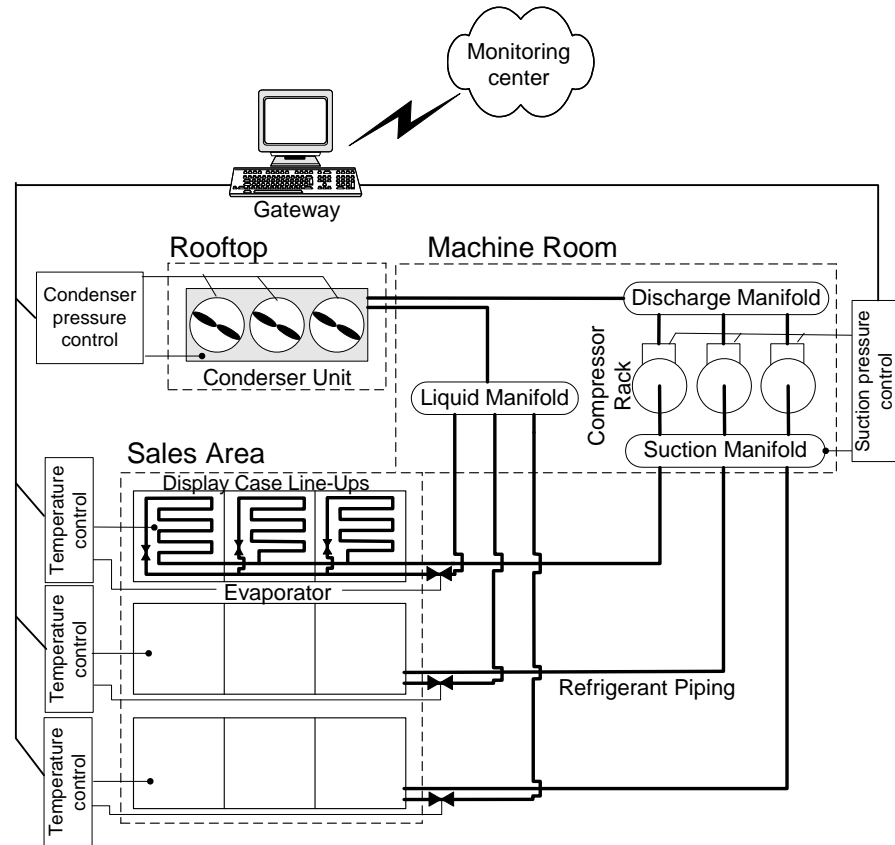 Monitoring
center
Gateway
Rooftop
Machine Room
Condenser
pressure
control
Conderser Unit
Discharge Manifold
Compressor
Rack
Suction pressure
control
Liquid Manifold
Suction Manifold
Sales Area
Display Case Line-Ups
Temperature
control
Evaporator
Temperature
control
Refrigerant Piping
Temperature
control